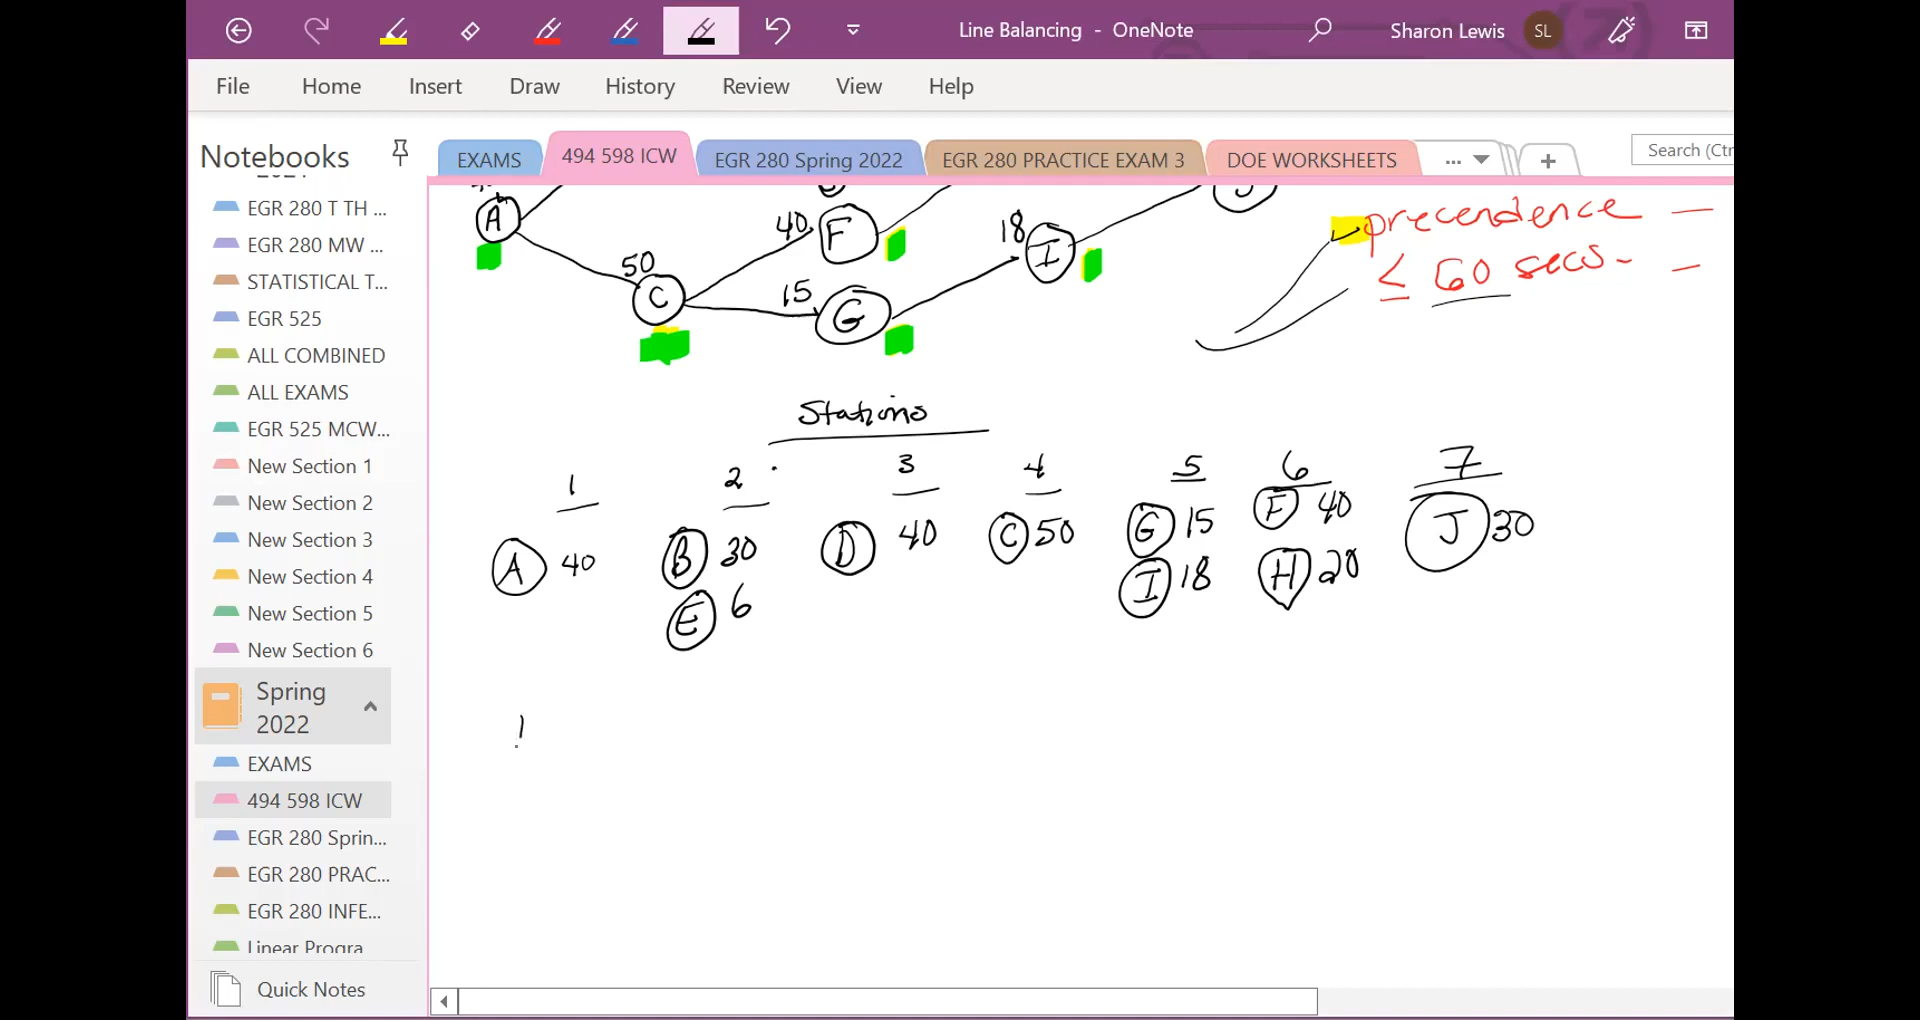 Line Balancing - OneNote
Sharon Lewis
SL
File Home Insert Draw History Review View Help
Notebooks
EXAMS
494 598 ICW
EGR 280 Spring 2022
EGR 280 PRACTICE EXAM 3
DOE WORKSHEETS
...
+
Search (Ctr
EGR 280 T TH ...
EGR 280 MW ...
STATISTICAL T...
EGR 525
ALL COMBINED
ALL EXAMS
EGR 525 MCW...
New Section 1
New Section 2
New Section 3
New Section 4
New Section 5
New Section 6
Spring
2022
EXAMS
494 598 ICW
EGR 280 Sprin...
EGR 280 PRAC...
EGR 280 INFE...
Linear Progra
Quick Notes
A
40 F
18 I
J
50 C
15 G
precendence —
≤ 60 secs. —
Stations
1 2 3 4 5 6 7
A 40
B 30
E 6
D 40
C 50
G 15
I 18
F 40
H 20
J 30